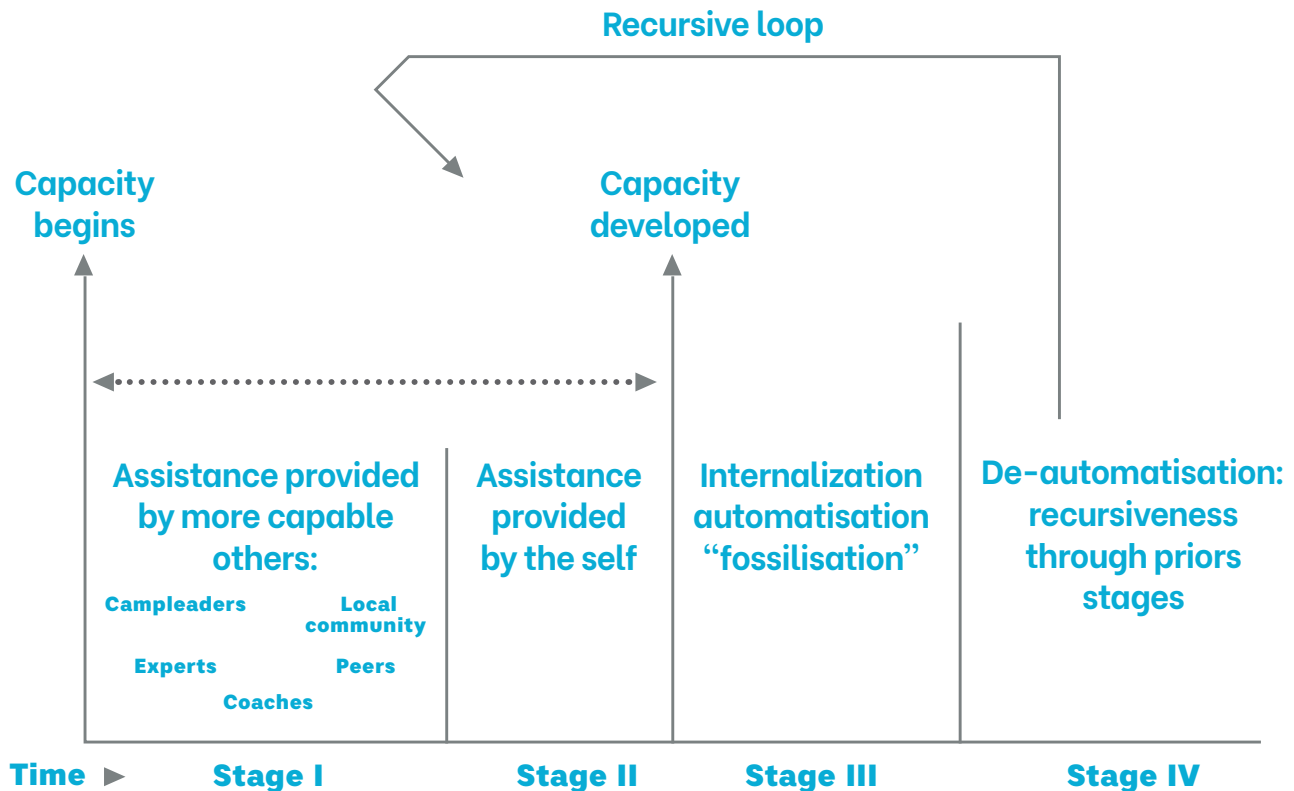 Recursive loop
Capacity
begins
Capacity
developed
Assistance provided
by more capable
others:
Campleaders
Local
community
Experts
Peers
Coaches
Assistance
provided
by the self
Internalization
automatisation
“fossilisation”
De-automatisation:
recursiveness
through priors
stages
Time
Stage I
Stage II
Stage III
Stage IV